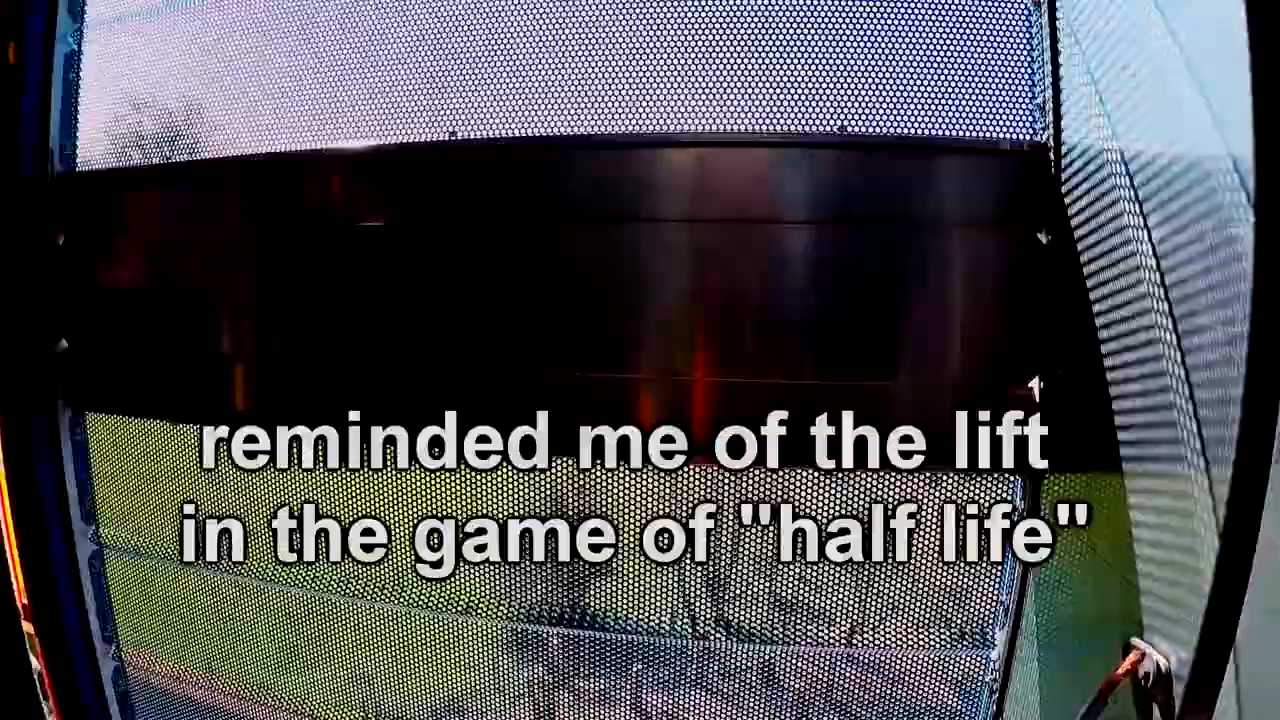 reminded me of the lift
in the game of "half life"